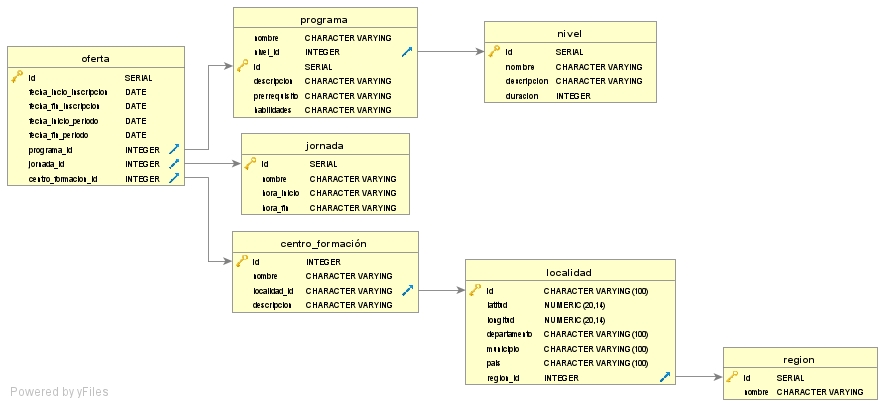 oferta
id SERIAL
fecha_incio_inscripcion DATE
fecha_fin_inscripcion DATE
fecha_inicio_periodo DATE
fecha_fin_periodo DATE
programa_id INTEGER
jornada_id INTEGER
centro_formacion_id INTEGER
programa
nombre CHARACTER VARYING
nivel_id INTEGER
id SERIAL
descripcion CHARACTER VARYING
prerrequisito CHARACTER VARYING
habilidades CHARACTER VARYING
nivel
id SERIAL
nombre CHARACTER VARYING
dercripcion CHARACTER VARYING
duracion INTEGER
jornada
id SERIAL
nombre CHARACTER VARYING
hora_inicio CHARACTER VARYING
hora_fin CHARACTER VARYING
centro_formación
id INTEGER
nombre CHARACTER VARYING
localidad_id CHARACTER VARYING
descripcion CHARACTER VARYING
localidad
id CHARACTER VARYING(100)
latitud NUMERIC(20,14)
longitud NUMERIC(20,14)
departamento CHARACTER VARYING(100)
municipio CHARACTER VARYING(100)
pais CHARACTER VARYING(100)
region_id INTEGER
region
id SERIAL
nombre CHARACTER VARYING
Powered by yFiles